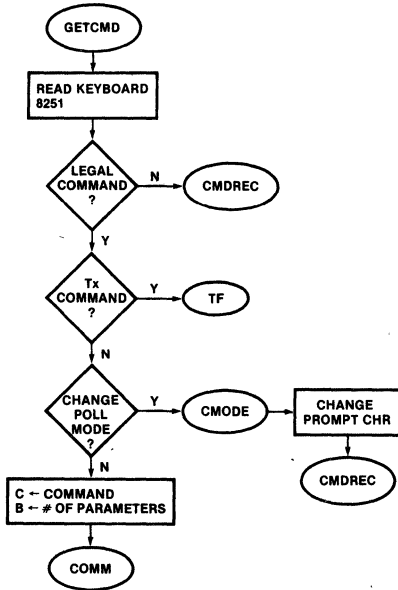 GETCMD
READ KEYBOARD
8251
LEGAL
COMMAND
?
N
CMDREC
Y
Tx
COMMAND
?
Y
TF
N
CHANGE
POLL
MODE
?
Y
CMODE
CHANGE
PROMPT CHR
CMDREC
N
C ← COMMAND
B ← # OF PARAMETERS
COMM